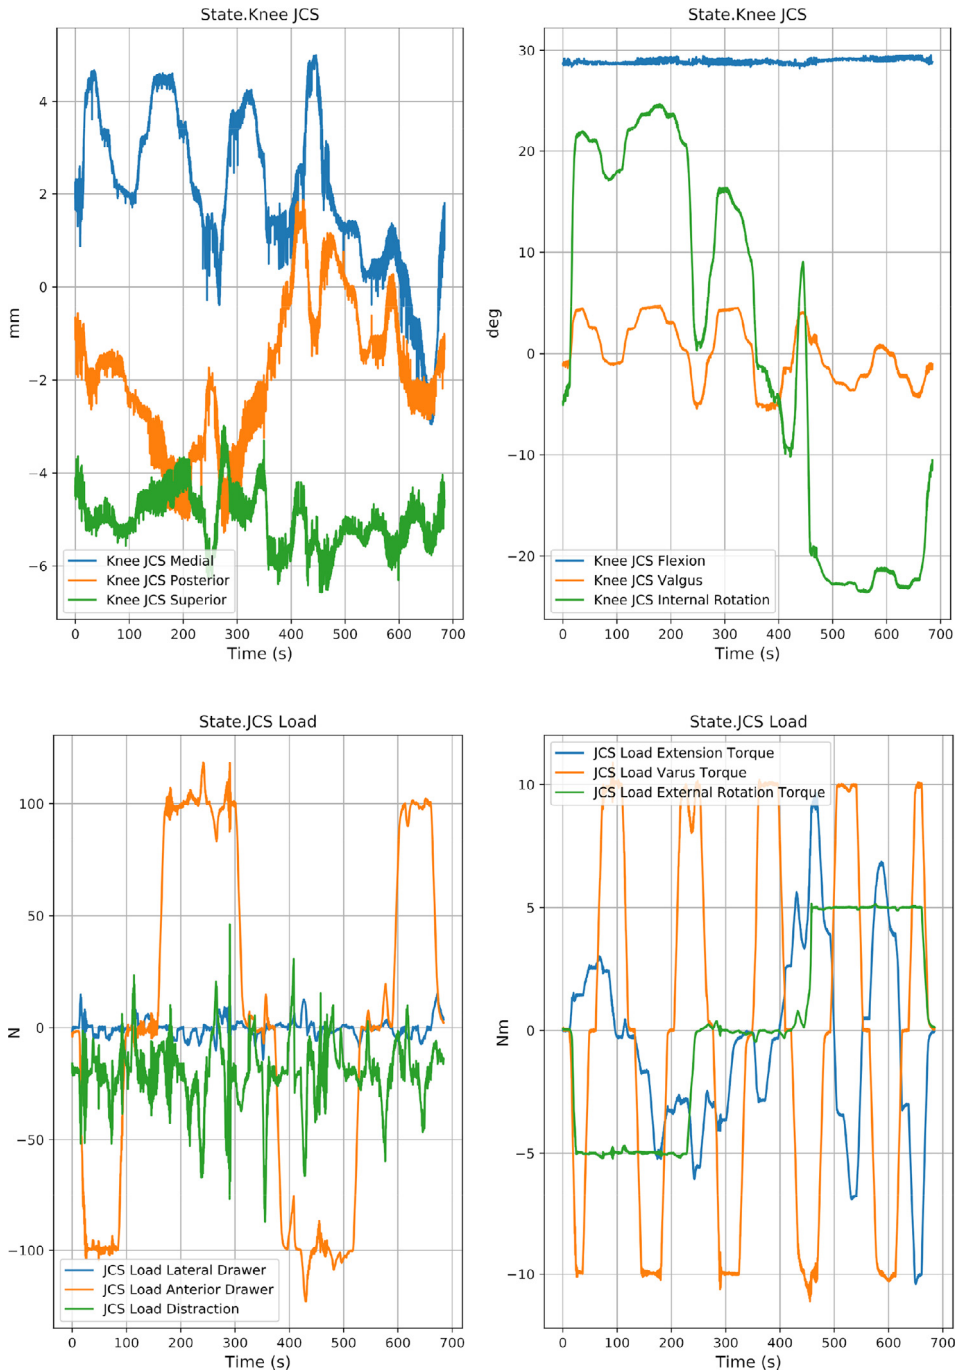 State.Knee JCS
mm
4
2
0
−2
−4
−6
Knee JCS Medial
Knee JCS Posterior
Knee JCS Superior
0 100 200 300 400 500 600 700
Time (s)
State.Knee JCS
deg
30
20
10
0
−10
−20
Knee JCS Flexion
Knee JCS Valgus
Knee JCS Internal Rotation
0 100 200 300 400 500 600 700
Time (s)
State.JCS Load
N
100
50
0
−50
−100
JCS Load Lateral Drawer
JCS Load Anterior Drawer
JCS Load Distraction
0 100 200 300 400 500 600 700
Time (s)
State.JCS Load
Nm
JCS Load Extension Torque
JCS Load Varus Torque
JCS Load External Rotation Torque
10
5
0
−5
−10
0 100 200 300 400 500 600 700
Time (s)